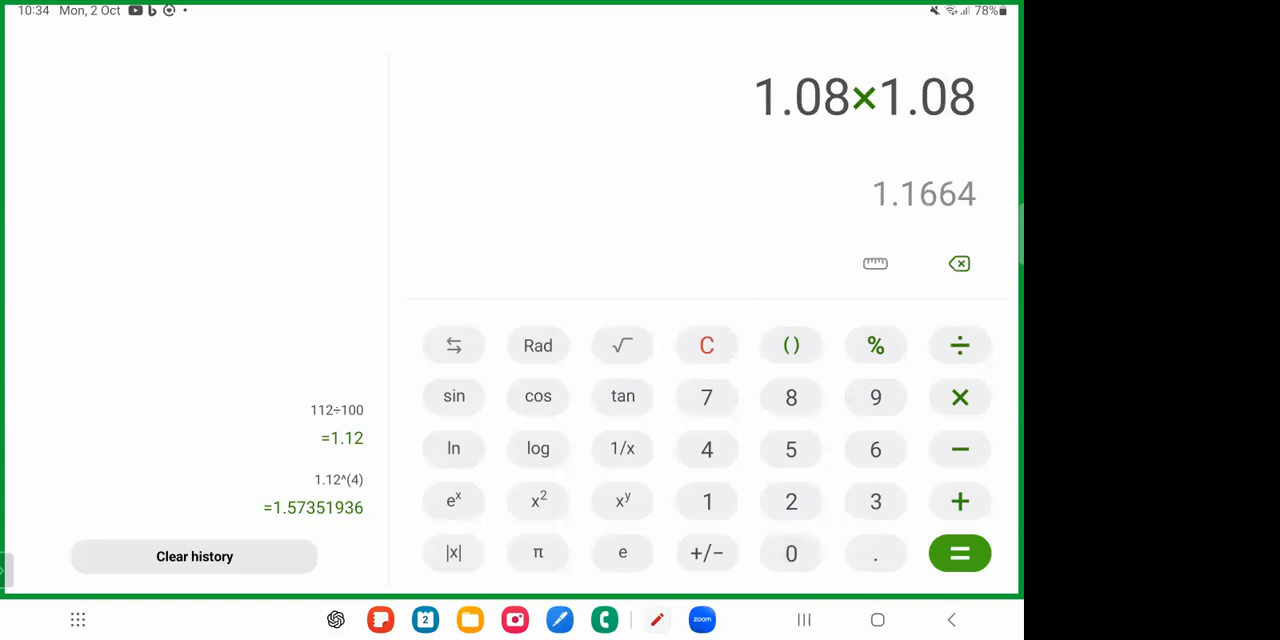 10:34 Mon, 2 Oct
78%
1.08×1.08
1.1664
112÷100
=1.12
1.12^(4)
=1.57351936
Clear history
Rad √ C () % ÷
sin cos tan 7 8 9 ×
ln log 1/x 4 5 6 −
eˣ x² xʸ 1 2 3 +
|x| π e +/− 0 . =
2
zoom